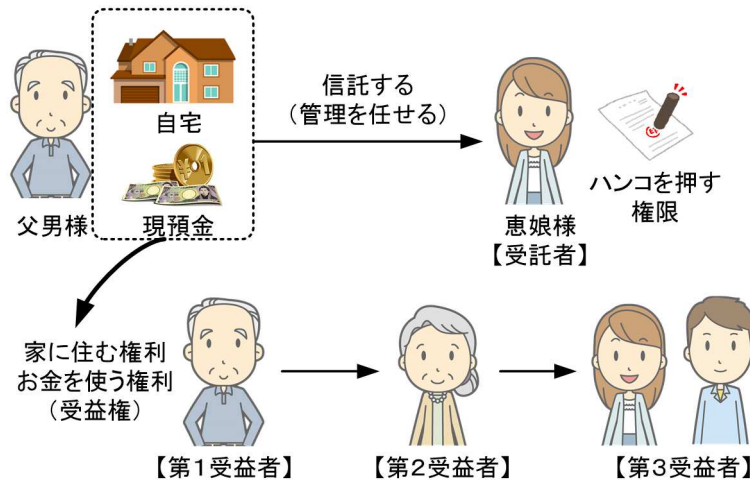 信託する
（管理を任せる）
自宅
現預金
父男様
恵娘様
【受託者】
ハンコを押す
権限
家に住む権利
お金を使う権利
（受益権）
【第１受益者】
【第２受益者】
【第３受益者】